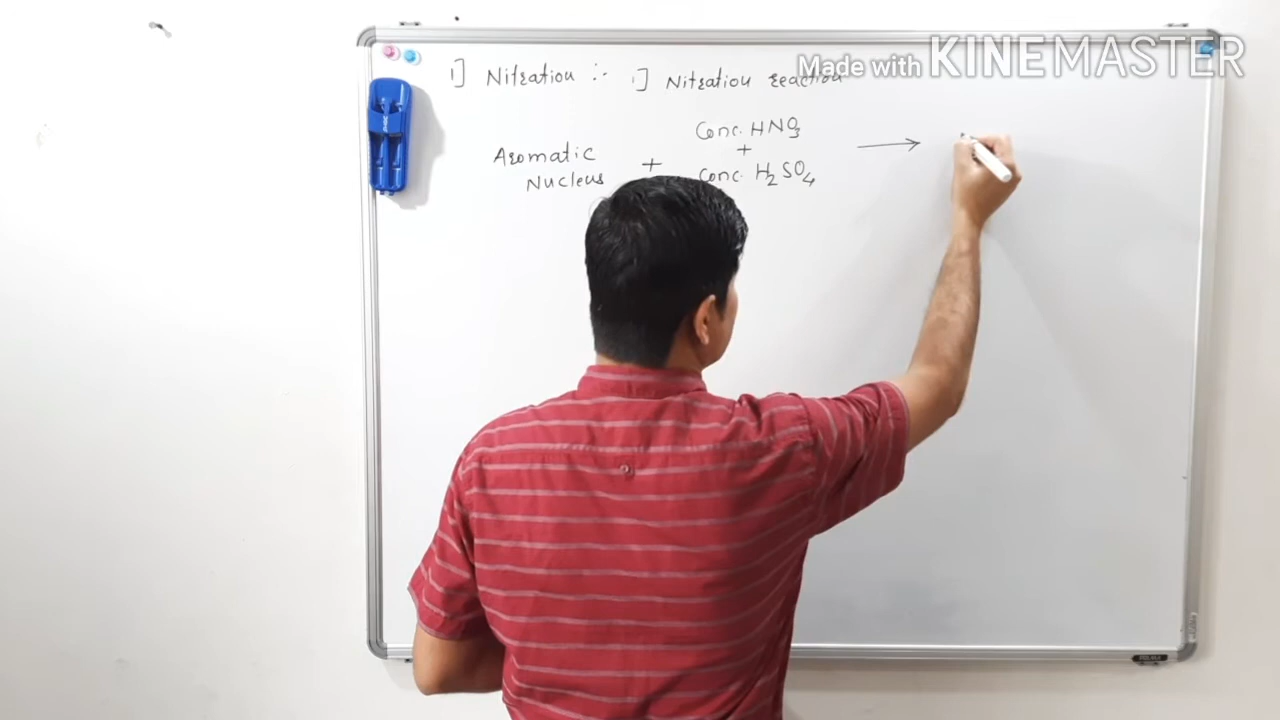 Made with KINEMASTER
1] Nitration :- 1] Nitration reaction
Conc. HNO3
+
Aromatic + Conc. H2SO4 →
Nucleus